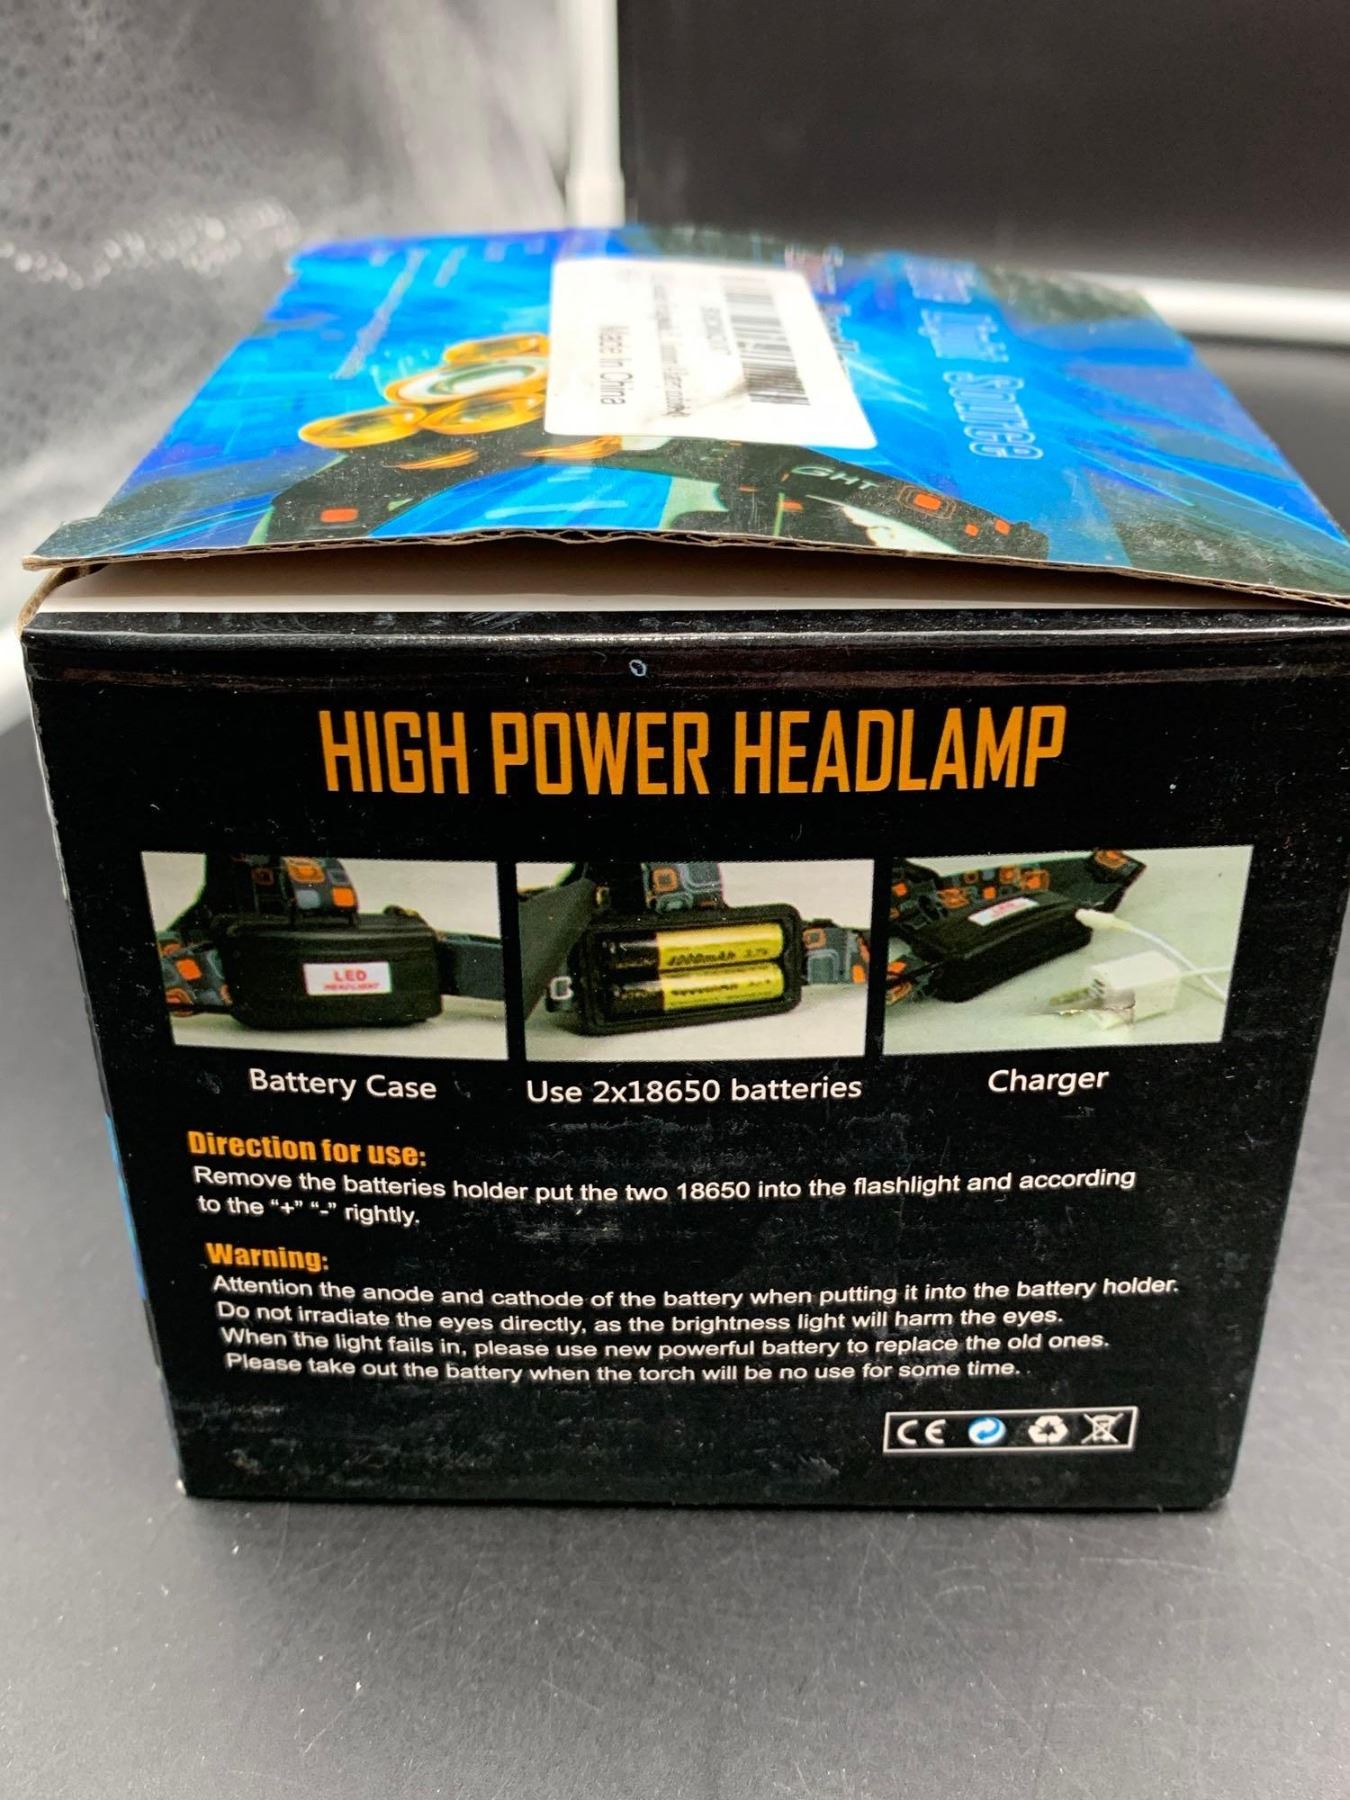 Made In China
Light Source
GHT
HIGH POWER HEADLAMP
LED
HEADLIGHT
4000mAh 3.7V
Battery Case
Use 2x18650 batteries
Charger
Direction for use:
Remove the batteries holder put the two 18650 into the flashlight and according
to the “+” “-” rightly.
Warning:
Attention the anode and cathode of the battery when putting it into the battery holder.
Do not irradiate the eyes directly, as the brightness light will harm the eyes.
When the light fails in, please use new powerful battery to replace the old ones.
Please take out the battery when the torch will be no use for some time.
CE